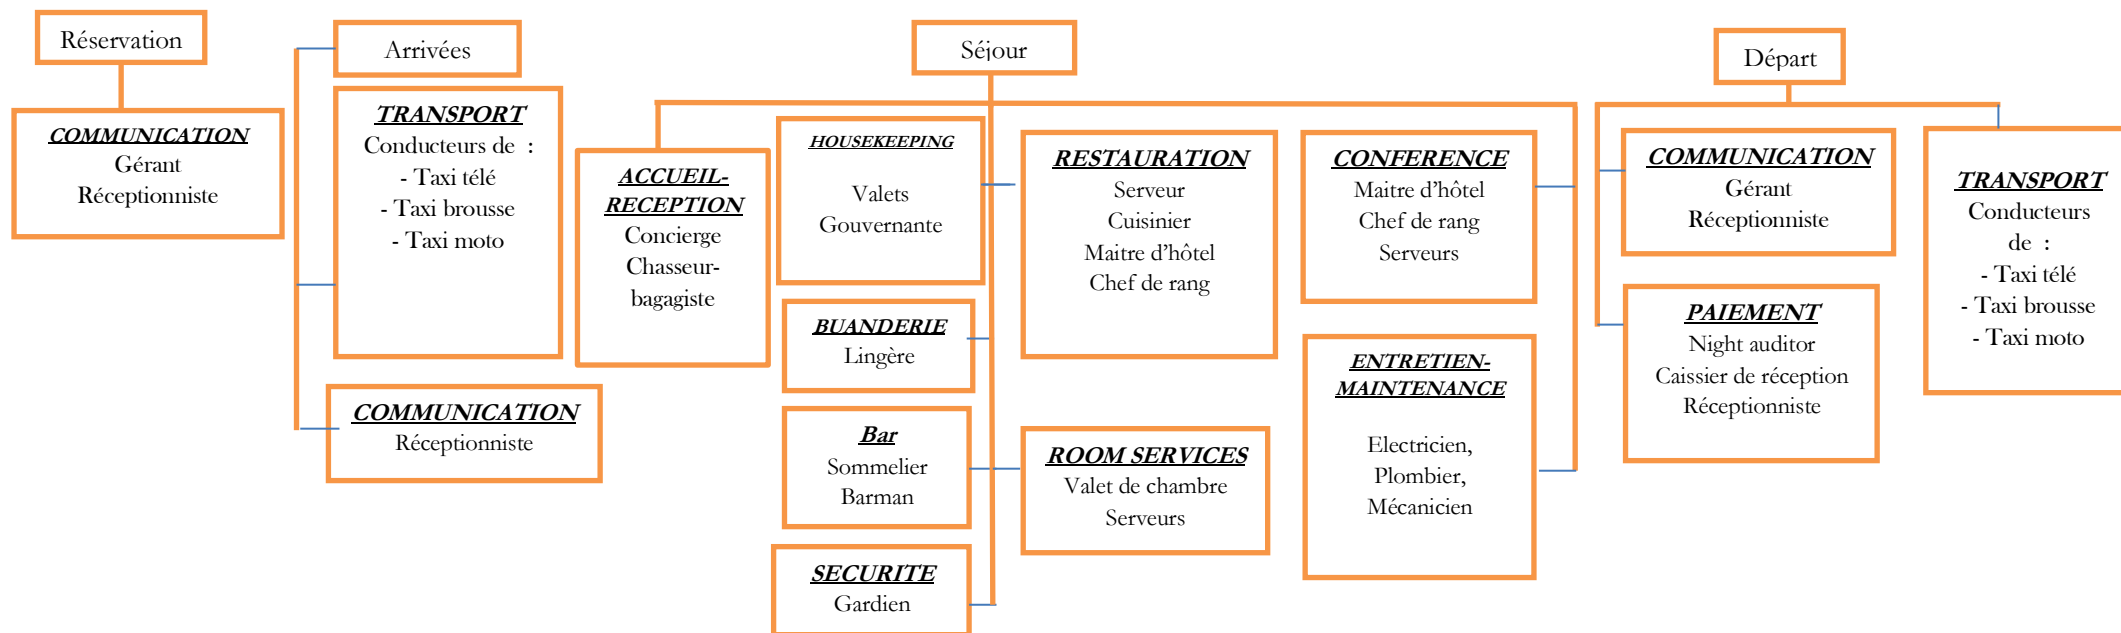 Réservation
COMMUNICATION
Gérant
Réceptionniste
Arrivées
TRANSPORT
Conducteurs de :
- Taxi télé
- Taxi brousse
- Taxi moto
COMMUNICATION
Réceptionniste
Séjour
ACCUEIL-
RECEPTION
Concierge
Chasseur-
bagagiste
HOUSEKEEPING
Valets
Gouvernante
BUANDERIE
Lingère
Bar
Sommelier
Barman
SECURITE
Gardien
RESTAURATION
Serveur
Cuisinier
Maitre d’hôtel
Chef de rang
ROOM SERVICES
Valet de chambre
Serveurs
CONFERENCE
Maitre d’hôtel
Chef de rang
Serveurs
ENTRETIEN-
MAINTENANCE
Electricien,
Plombier,
Mécanicien
Départ
COMMUNICATION
Gérant
Réceptionniste
PAIEMENT
Night auditor
Caissier de réception
Réceptionniste
TRANSPORT
Conducteurs
de :
- Taxi télé
- Taxi brousse
- Taxi moto